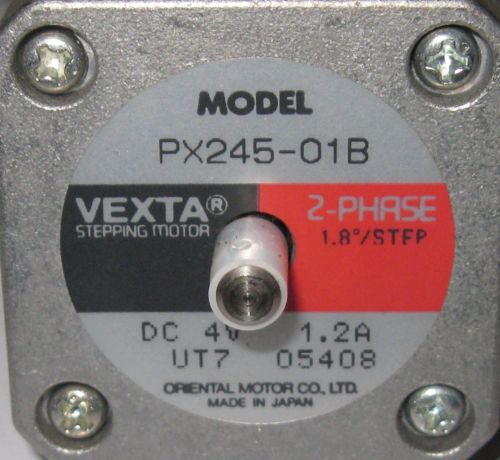 MODEL
PX245-01B
VEXTA® 2-PHASE
STEPPING MOTOR 1.8°/STEP
DC 4V 1.2A
UT7 05408
ORIENTAL MOTOR CO., LTD.
MADE IN JAPAN